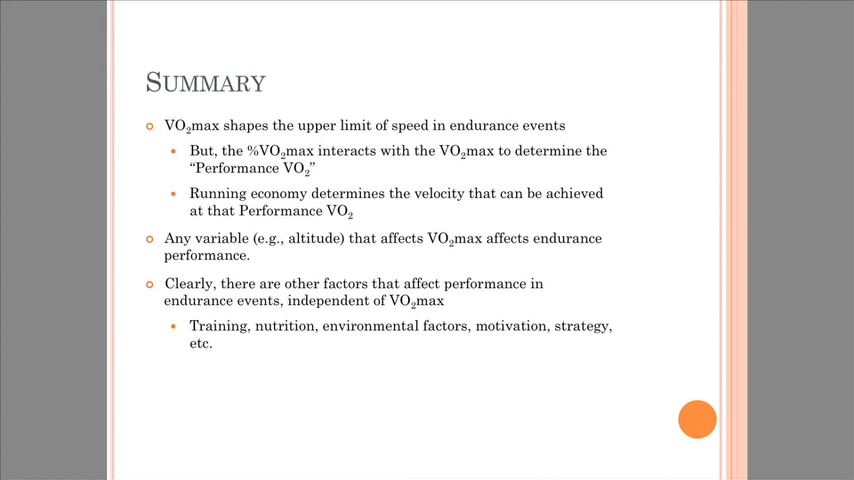 SUMMARY
VO₂max shapes the upper limit of speed in endurance events
But, the %VO₂max interacts with the VO₂max to determine the
“Performance VO₂”
Running economy determines the velocity that can be achieved
at that Performance VO₂
Any variable (e.g., altitude) that affects VO₂max affects endurance
performance.
Clearly, there are other factors that affect performance in
endurance events, independent of VO₂max
Training, nutrition, environmental factors, motivation, strategy,
etc.